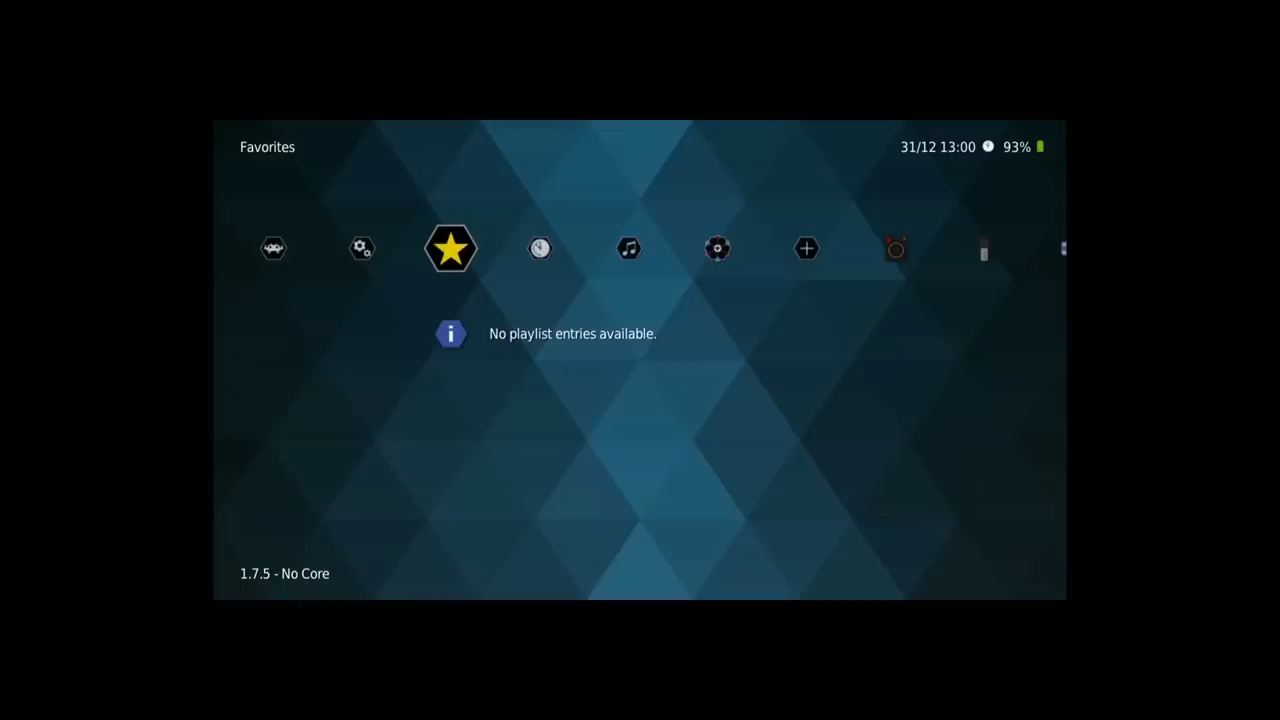 Favorites
31/12 13:00 93%
No playlist entries available.
1.7.5 - No Core